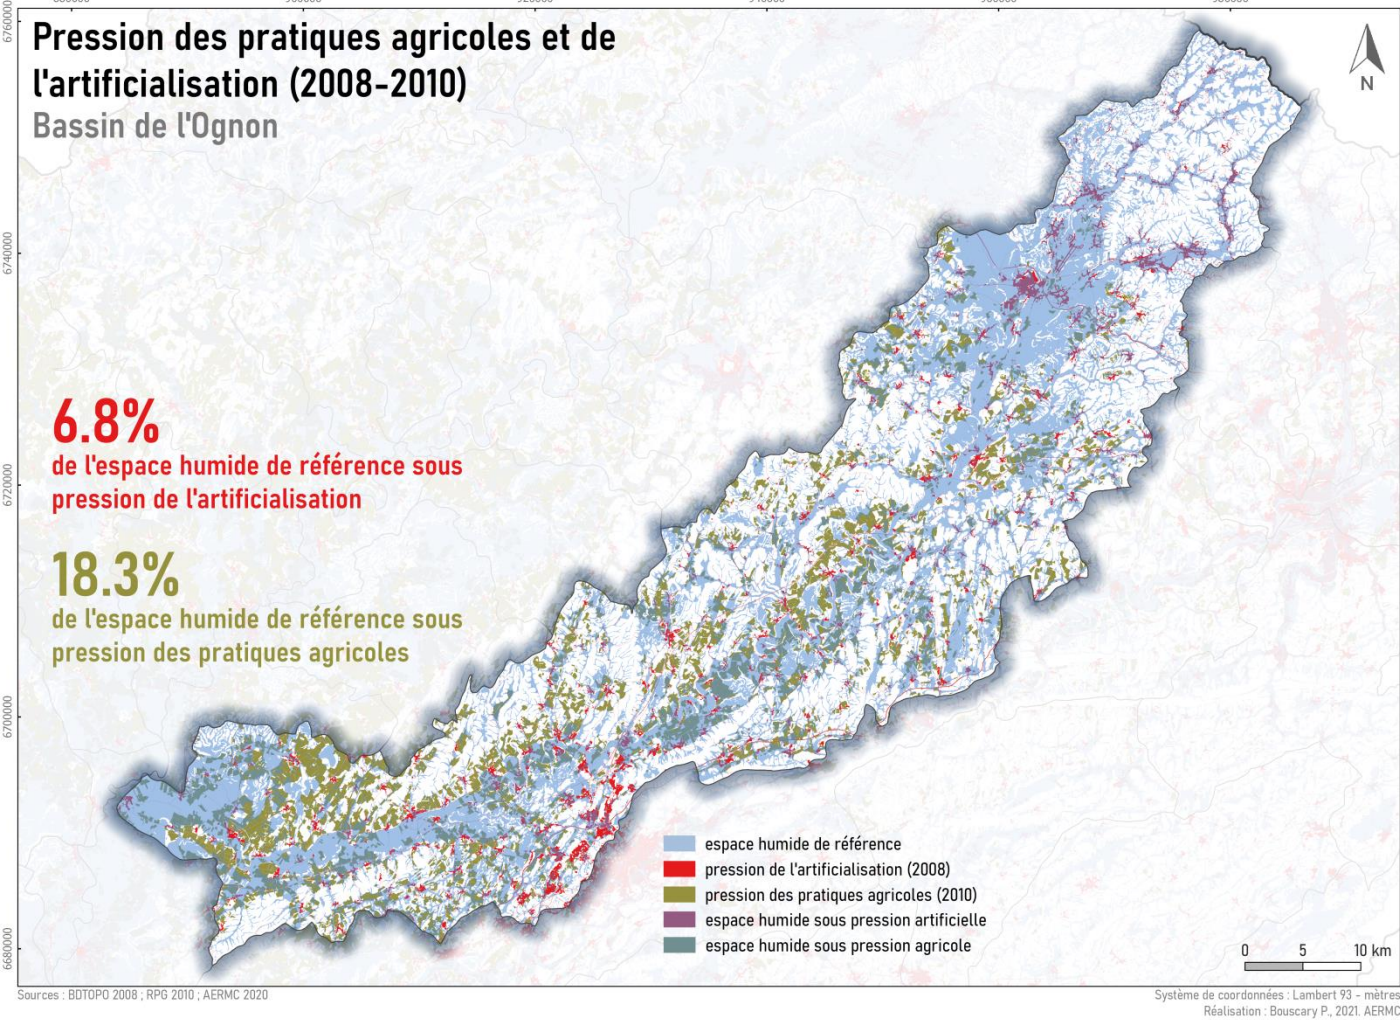 Pression des pratiques agricoles et de
l'artificialisation (2008-2010)
Bassin de l'Ognon
N
6760000
6740000
6720000
6700000
6680000
6.8%
de l'espace humide de référence sous
pression de l'artificialisation
18.3%
de l'espace humide de référence sous
pression des pratiques agricoles
espace humide de référence
pression de l'artificialisation (2008)
pression des pratiques agricoles (2010)
espace humide sous pression artificielle
espace humide sous pression agricole
0 5 10 km
Sources : BDTOPO 2008 ; RPG 2010 ; AERMC 2020
Système de coordonnées : Lambert 93 - mètres
Réalisation : Bouscary P., 2021. AERMC